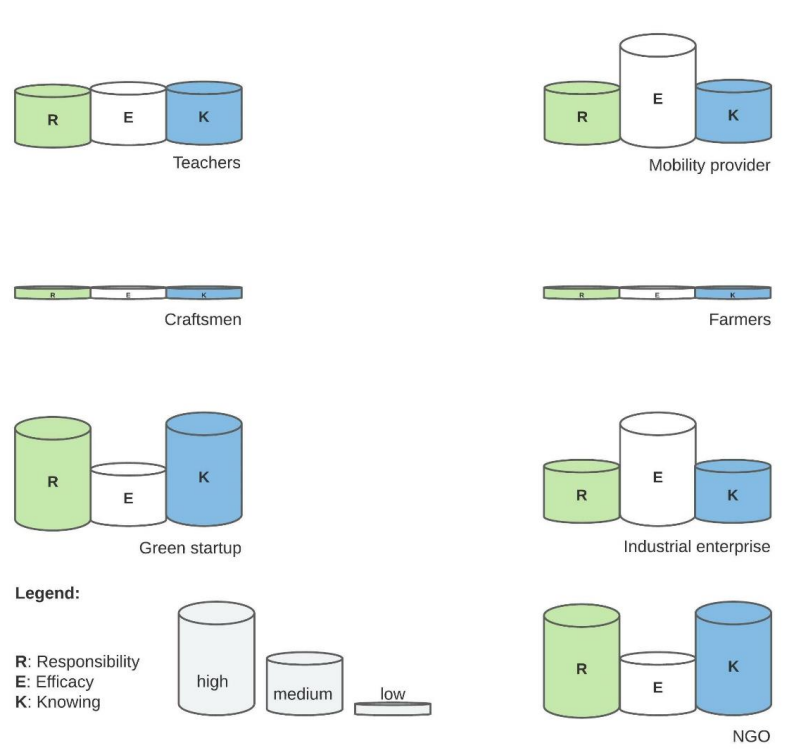 R E K
Teachers
R E K
Mobility provider
R E K
Craftsmen
R E K
Farmers
R E K
Green startup
R E K
Industrial enterprise
Legend:
R: Responsibility
E: Efficacy
K: Knowing
high
medium
low
R E K
NGO